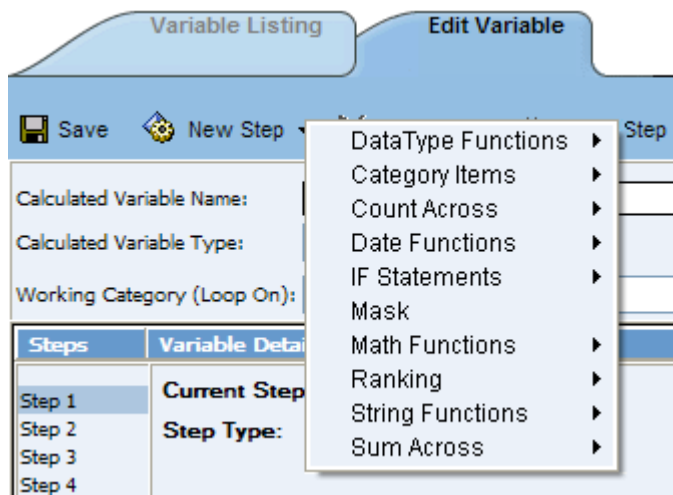 Variable Listing Edit Variable
Save New Step Step
DataType Functions
Category Items
Calculated Variable Name: Count Across
Calculated Variable Type: Date Functions
IF Statements
Working Category (Loop On):
Mask
Steps Variable Math Functions
Ranking
Step 1 Current Step
String Functions
Step 2 Step Type:
Sum Across
Step 3
Step 4